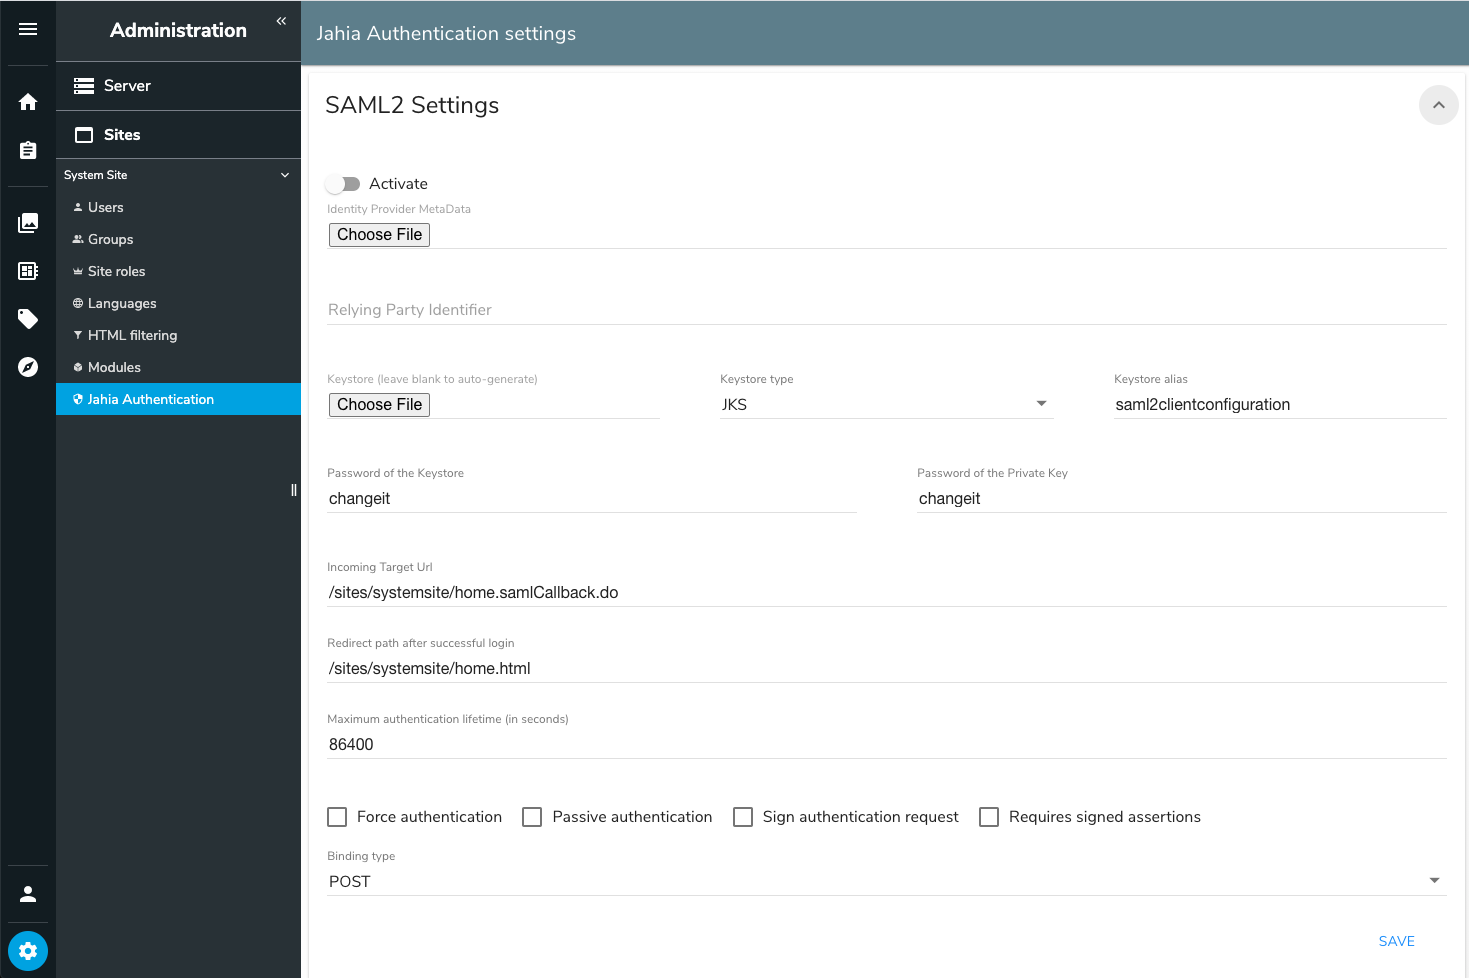 Administration
«
Server
Sites
System Site
Users
Groups
Site roles
Languages
HTML filtering
Modules
Jahia Authentication
Jahia Authentication settings
SAML2 Settings
Activate
Identity Provider MetaData
Choose File
Relying Party Identifier
Keystore (leave blank to auto-generate) Keystore type Keystore alias
Choose File JKS saml2clientconfiguration
Password of the Keystore Password of the Private Key
changeit changeit
Incoming Target Url
/sites/systemsite/home.samlCallback.do
Redirect path after successful login
/sites/systemsite/home.html
Maximum authentication lifetime (in seconds)
86400
Force authentication Passive authentication Sign authentication request Requires signed assertions
Binding type
POST
SAVE